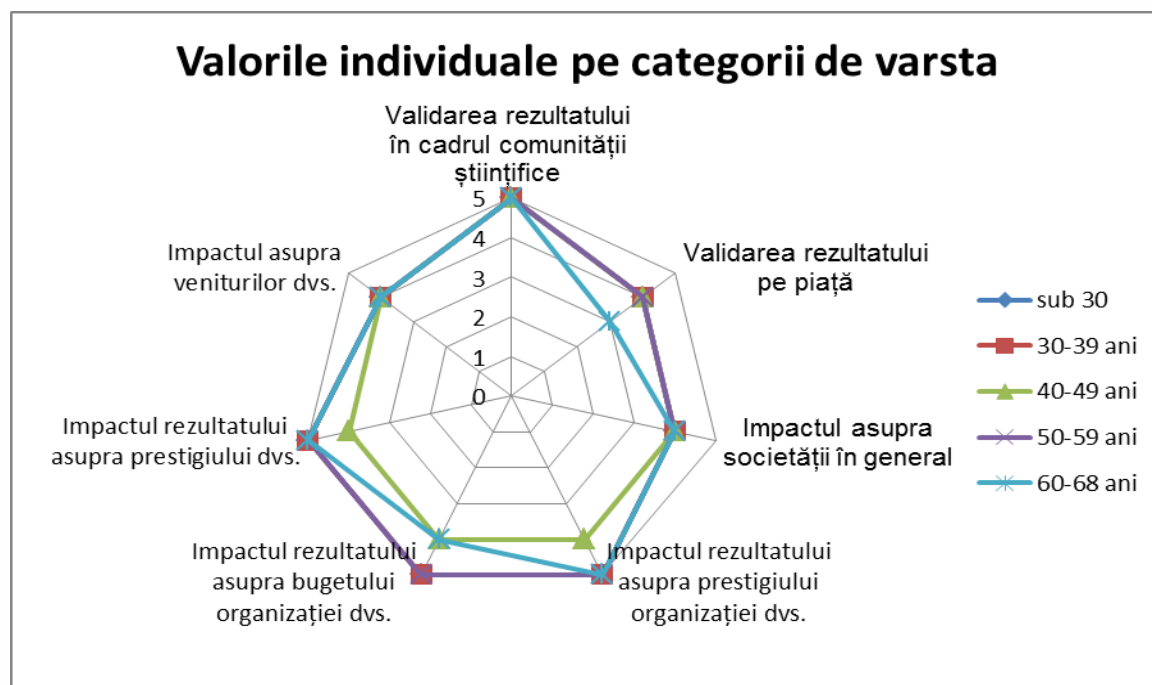 Valorile individuale pe categorii de varsta
Validarea rezultatului
în cadrul comunității
științifice
5
4
3
2
1
0
Validarea rezultatului
pe piață
Impactul asupra
societății în general
Impactul rezultatului
asupra prestigiului
organizației dvs.
Impactul rezultatului
asupra bugetului
organizației dvs.
Impactul rezultatului
asupra prestigiului dvs.
Impactul asupra
veniturilor dvs.
sub 30
30-39 ani
40-49 ani
50-59 ani
60-68 ani